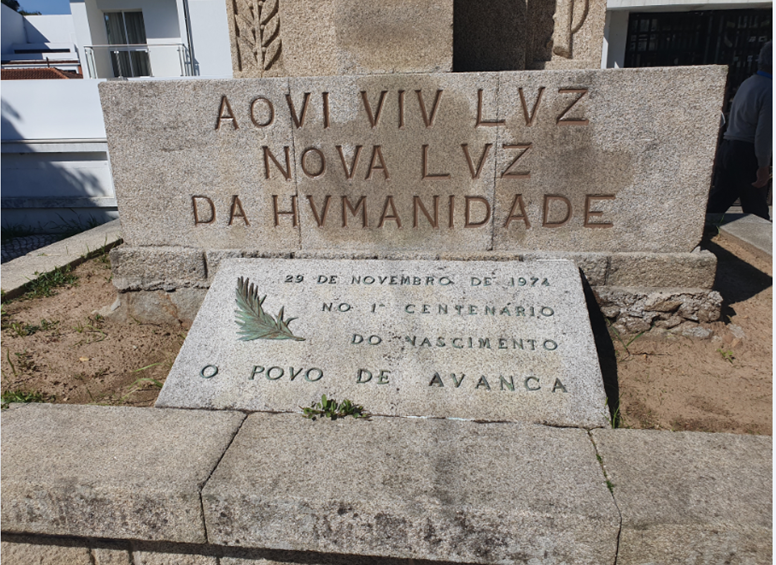 AOVI VIV LVZ
NOVA LVZ
DA HVMANIDADE
29 DE NOVEMBRO DE 1974
NO 1º CENTENÁRIO
DO NASCIMENTO
O POVO DE AVANCA